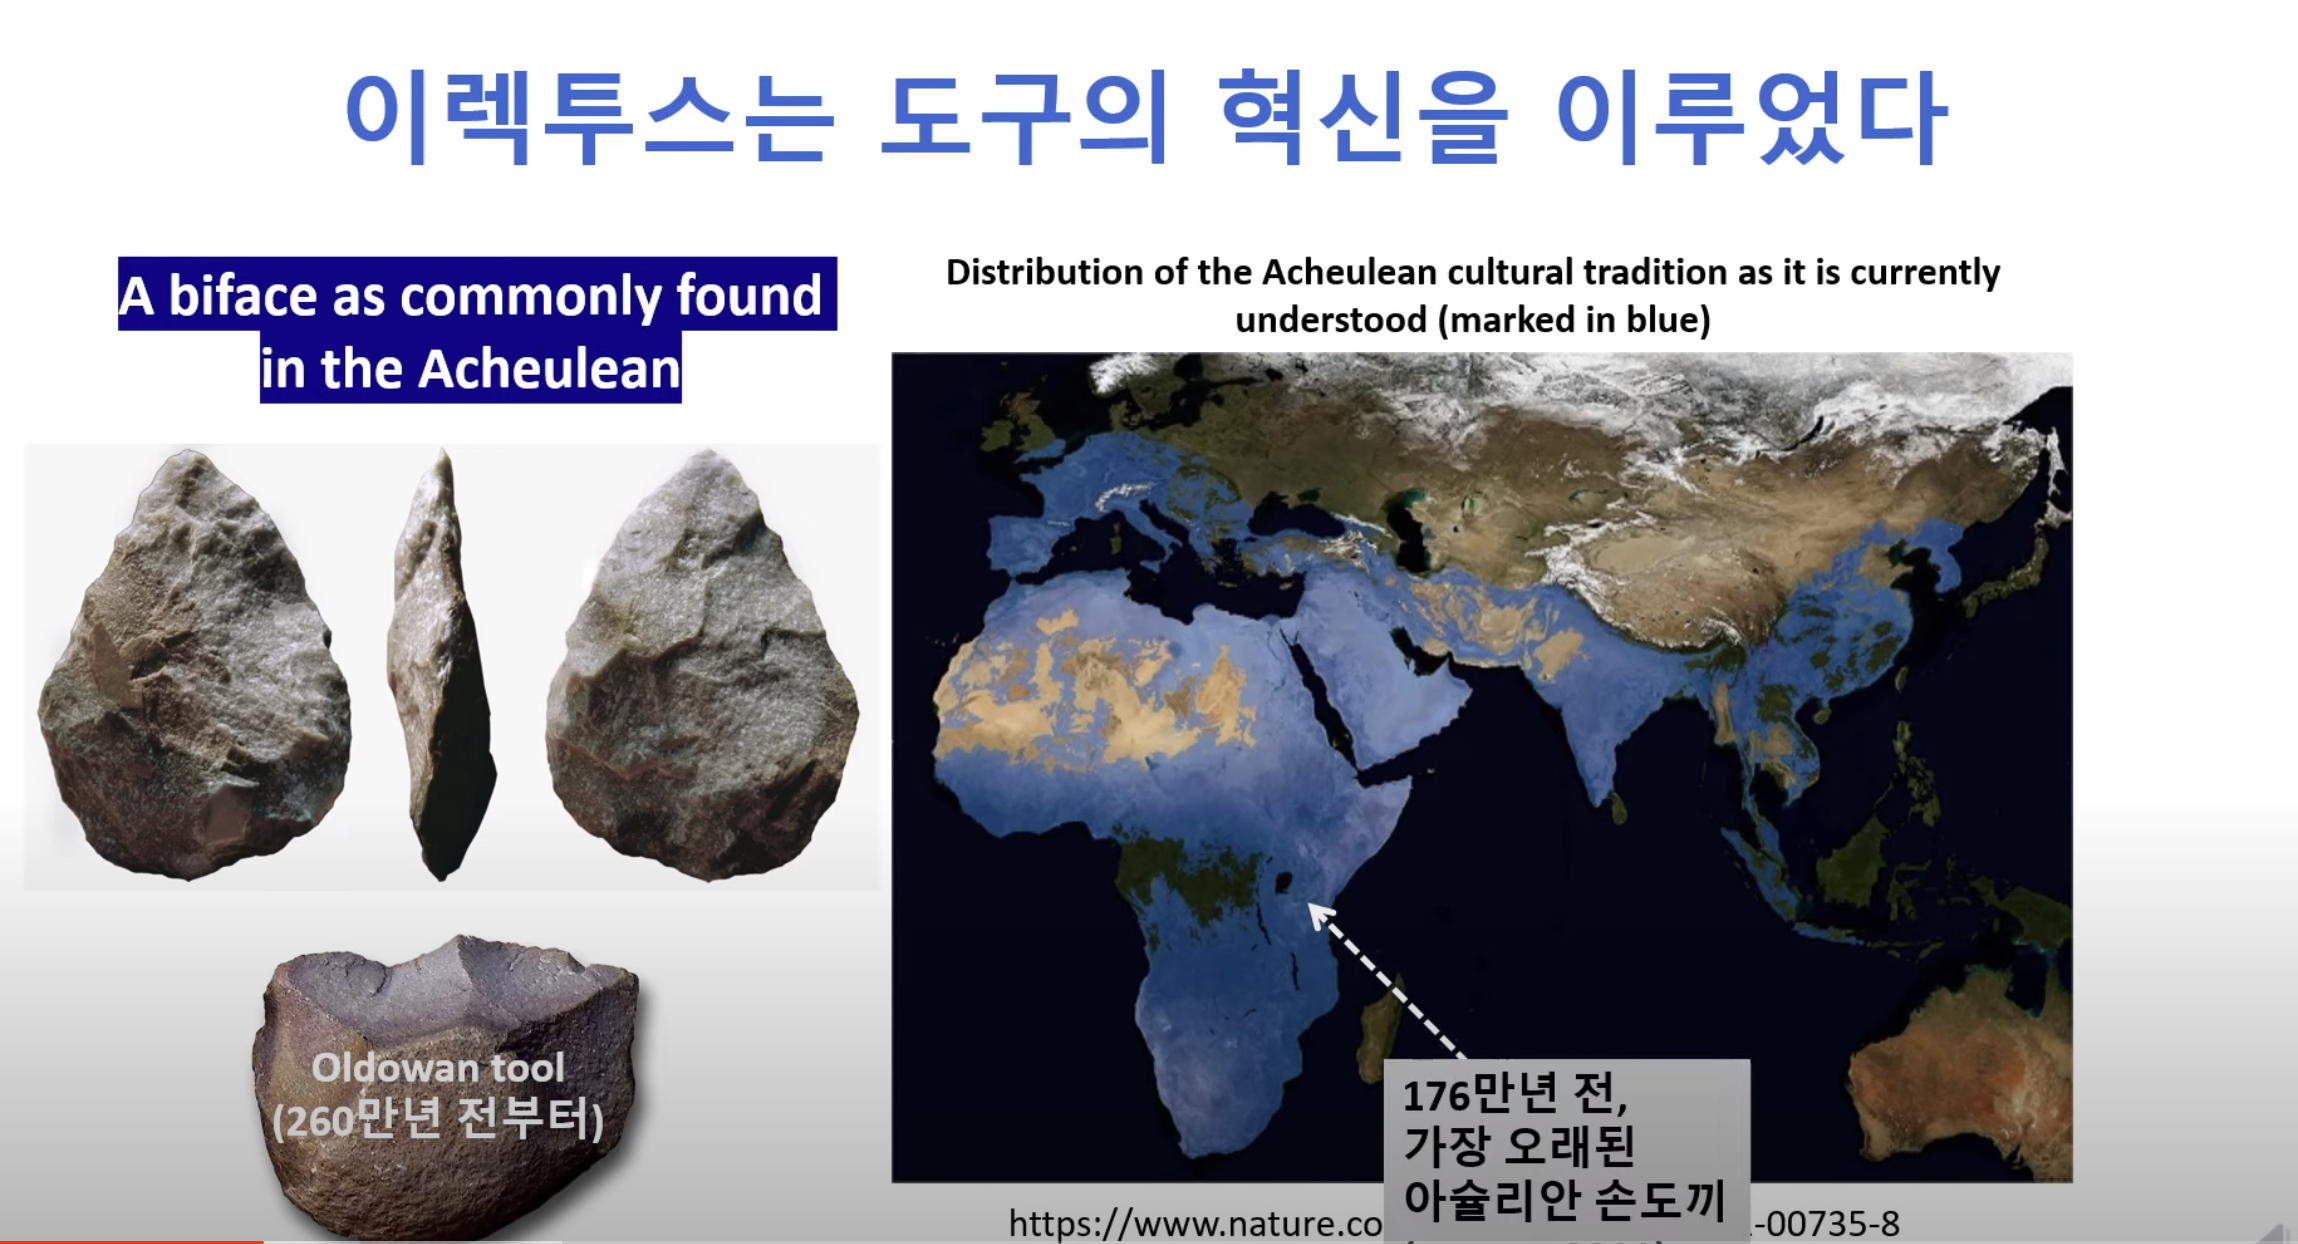 이렉투스는 도구의 혁신을 이루었다
A biface as commonly found
in the Acheulean
Distribution of the Acheulean cultural tradition as it is currently
understood (marked in blue)
Oldowan tool
(260만년 전부터)
176만년 전,
가장 오래된
아슐리안 손도끼
https://www.nature.co -00735-8